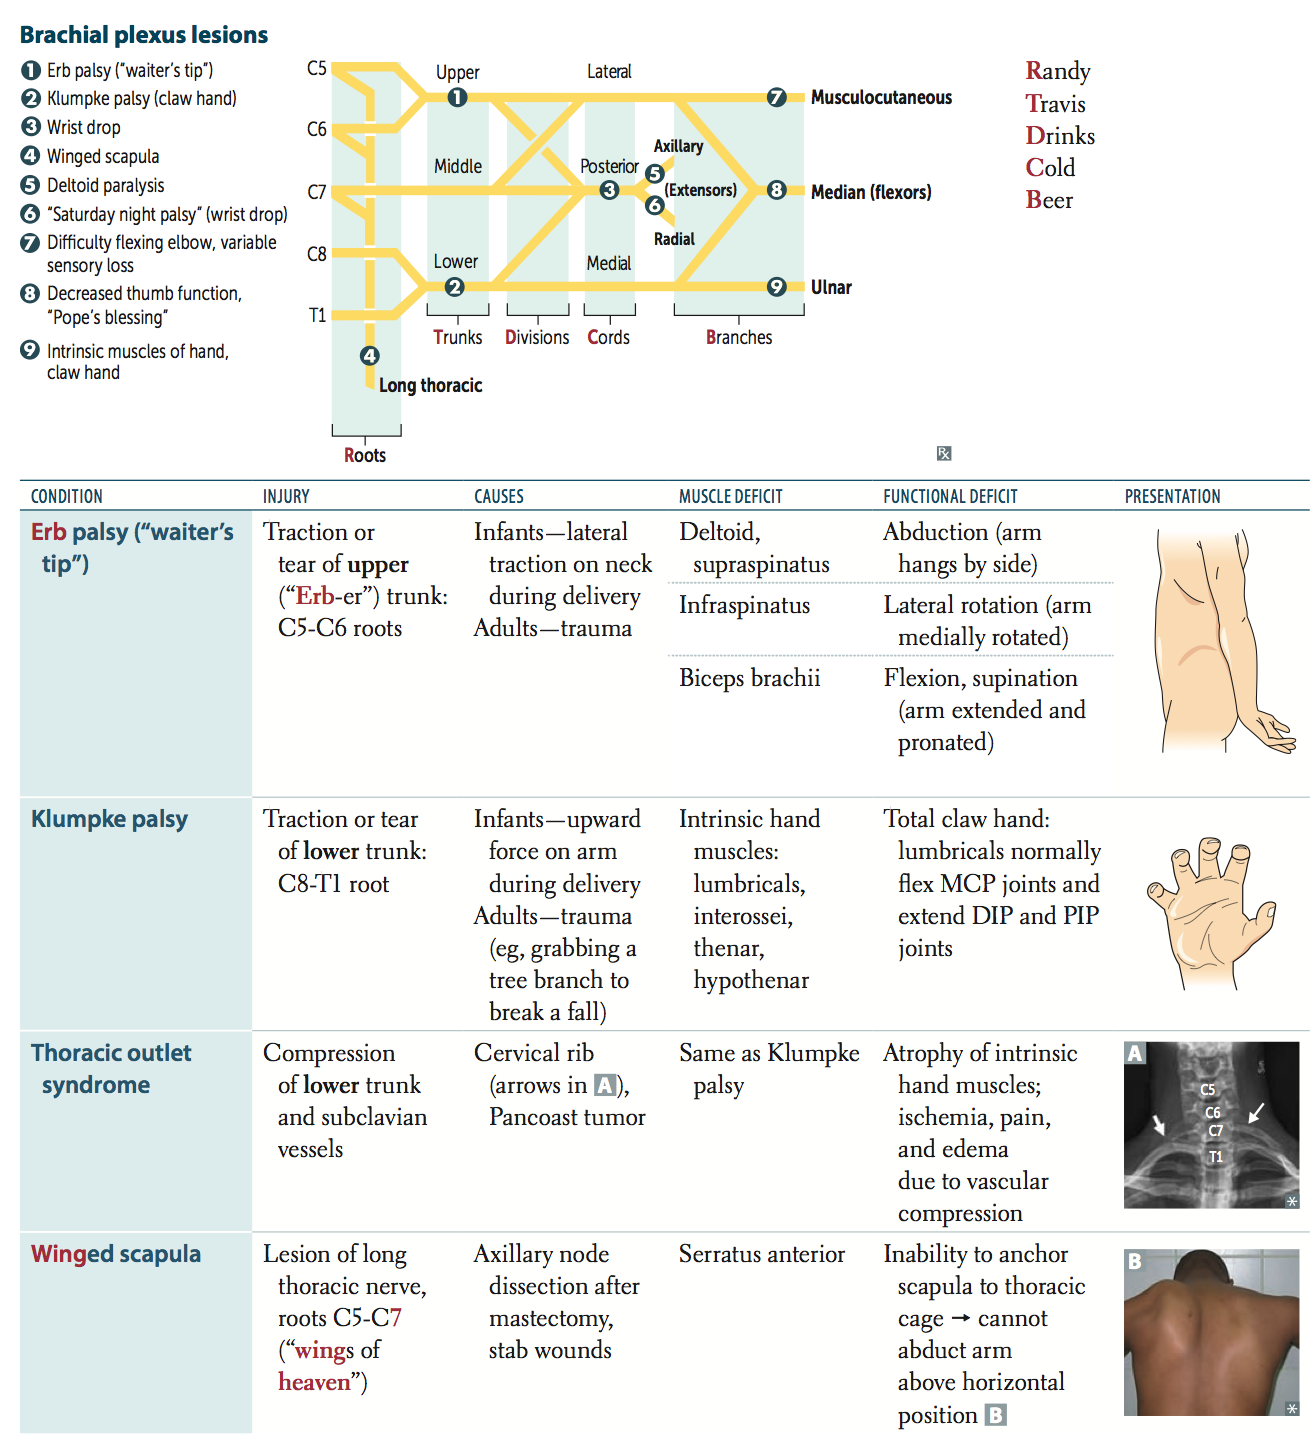 Brachial plexus lesions
1 Erb palsy (“waiter’s tip”)
2 Klumpke palsy (claw hand)
3 Wrist drop
4 Winged scapula
5 Deltoid paralysis
6 “Saturday night palsy” (wrist drop)
7 Difficulty flexing elbow, variable
sensory loss
8 Decreased thumb function,
“Pope’s blessing”
9 Intrinsic muscles of hand,
claw hand
C5
C6
C7
C8
T1
Upper
1
Middle
Lower
2
Lateral
Posterior
3
Medial
Axillary
5
(Extensors)
6
Radial
7 Musculocutaneous
8 Median (flexors)
9 Ulnar
4
Long thoracic
Roots
Trunks
Divisions
Cords
Branches
Randy
Travis
Drinks
Cold
Beer
Rx
CONDITION INJURY CAUSES MUSCLE DEFICIT FUNCTIONAL DEFICIT PRESENTATION
Erb palsy (“waiter’s
tip”)
Traction or
tear of upper
(“Erb-er”) trunk:
C5-C6 roots
Infants—lateral
traction on neck
during delivery
Adults—trauma
Deltoid,
supraspinatus
Abduction (arm
hangs by side)
Infraspinatus
Lateral rotation (arm
medially rotated)
Biceps brachii
Flexion, supination
(arm extended and
pronated)
Klumpke palsy
Traction or tear
of lower trunk:
C8-T1 root
Infants—upward
force on arm
during delivery
Adults—trauma
(eg, grabbing a
tree branch to
break a fall)
Intrinsic hand
muscles:
lumbricals,
interossei,
thenar,
hypothenar
Total claw hand:
lumbricals normally
flex MCP joints and
extend DIP and PIP
joints
Thoracic outlet
syndrome
Compression
of lower trunk
and subclavian
vessels
Cervical rib
(arrows in A),
Pancoast tumor
Same as Klumpke
palsy
Atrophy of intrinsic
hand muscles;
ischemia, pain,
and edema
due to vascular
compression
A
C5
C6
C7
T1
Winged scapula
Lesion of long
thoracic nerve,
roots C5-C7
(“wings of
heaven”)
Axillary node
dissection after
mastectomy,
stab wounds
Serratus anterior
Inability to anchor
scapula to thoracic
cage → cannot
abduct arm
above horizontal
position B
B